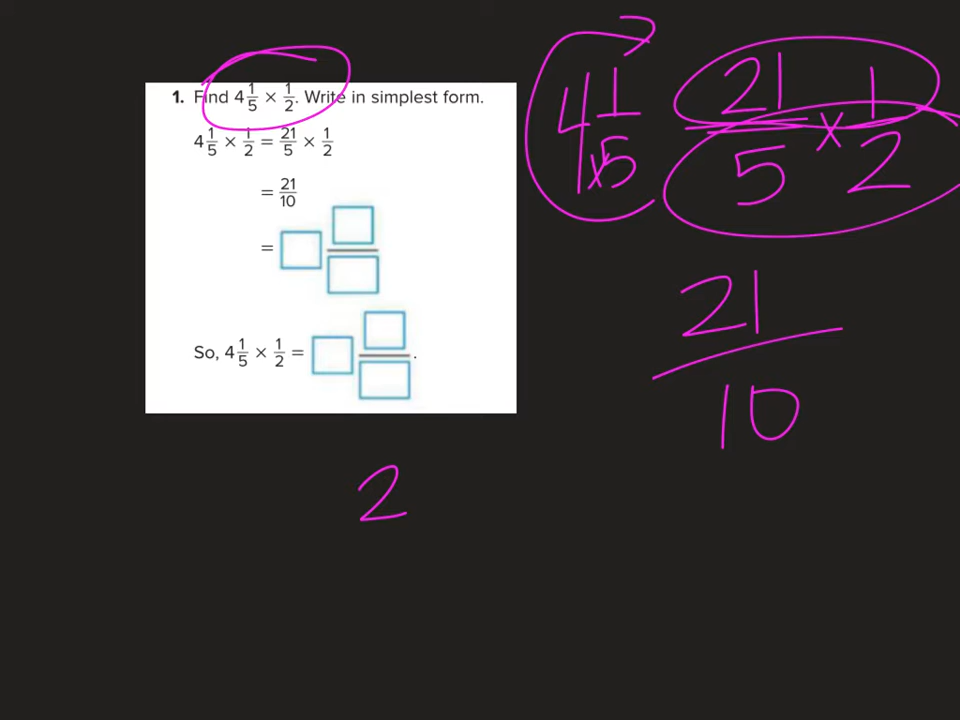 1. Find 4 1/5 × 1/2. Write in simplest form.
4 1/5 × 1/2 = 21/5 × 1/2
= 21/10
=
So, 4 1/5 × 1/2 = .
4 1/×5
21/5 × 1/2
21/10
2